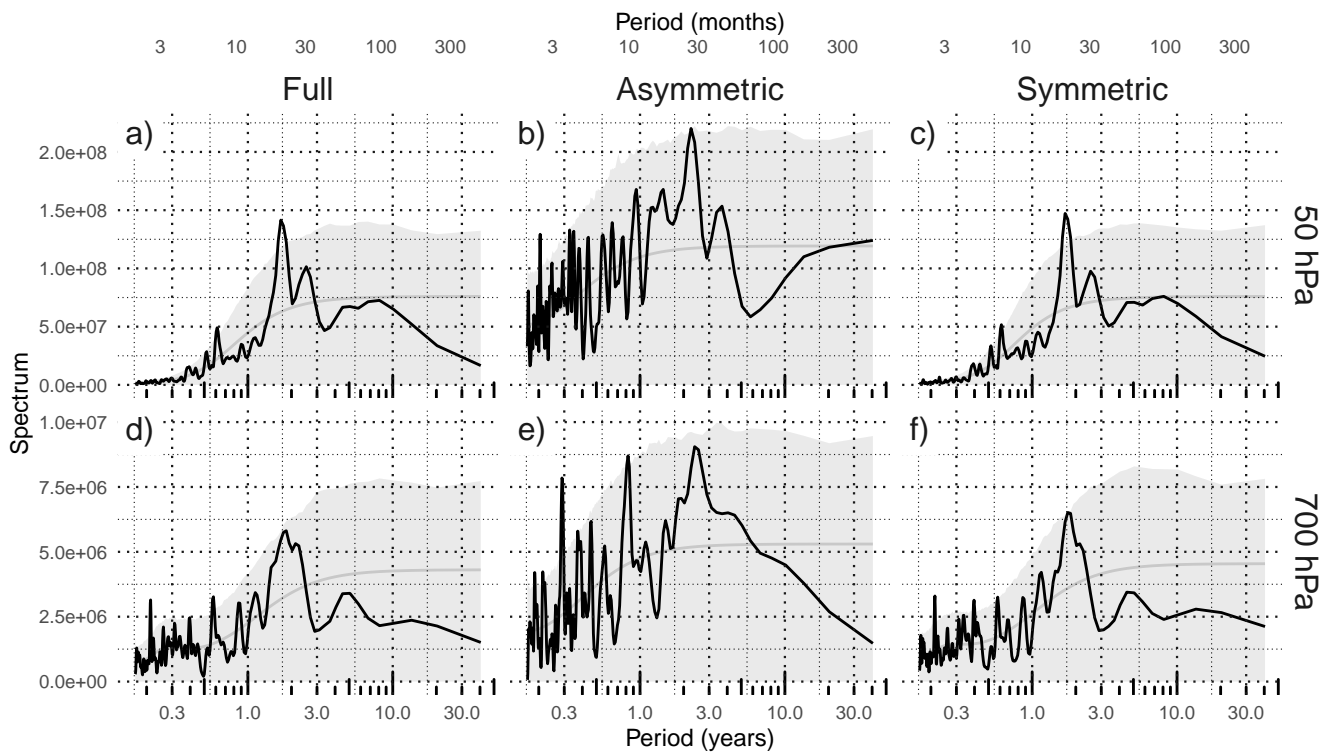 Period (months)
3 10 30 100 300 3 10 30 100 300 3 10 30 100 300
Full Asymmetric Symmetric
a) b) c)
2.0e+08
1.5e+08
1.0e+08
5.0e+07
0.0e+00
50 hPa
Spectrum
d) e) f)
1.0e+07
7.5e+06
5.0e+06
2.5e+06
0.0e+00
700 hPa
0.3 1.0 3.0 10.0 30.0 0.3 1.0 3.0 10.0 30.0 0.3 1.0 3.0 10.0 30.0
Period (years)